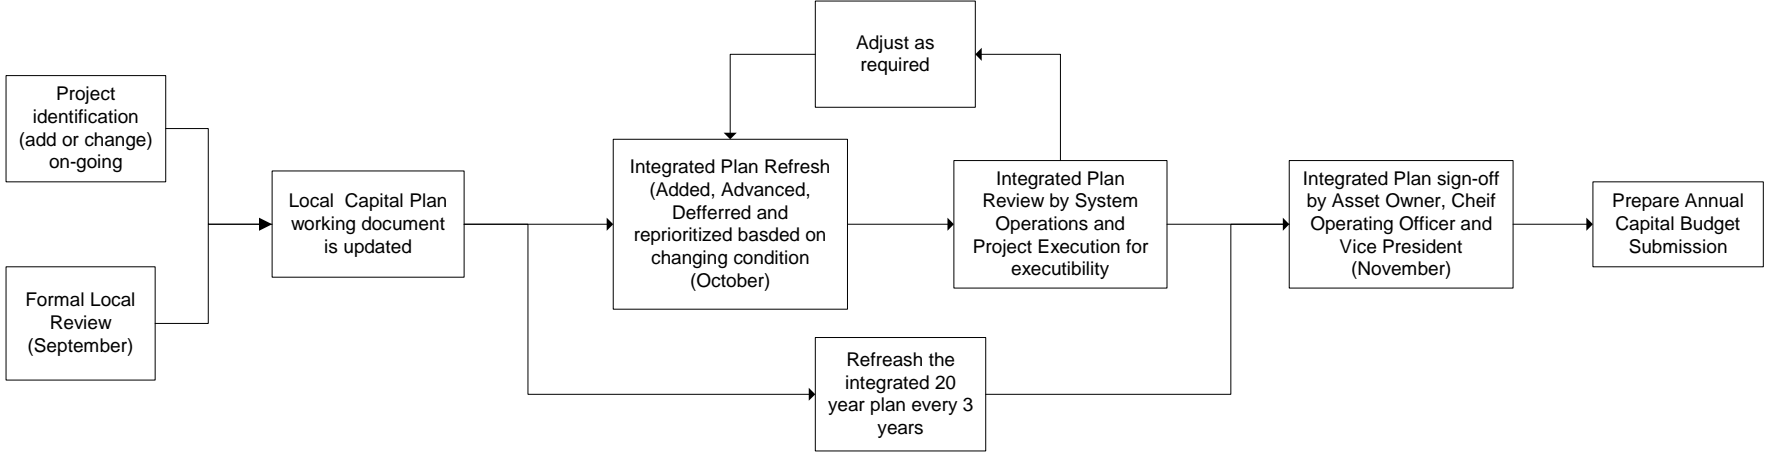 Project
identification
(add or change)
on-going
Formal Local
Review
(September)
Local Capital Plan
working document
is updated
Adjust as
required
Integrated Plan Refresh
(Added, Advanced,
Defferred and
reprioritized basded on
changing condition
(October)
Integrated Plan
Review by System
Operations and
Project Execution for
executibility
Refreash the
integrated 20
year plan every 3
years
Integrated Plan sign-off
by Asset Owner, Cheif
Operating Officer and
Vice President
(November)
Prepare Annual
Capital Budget
Submission